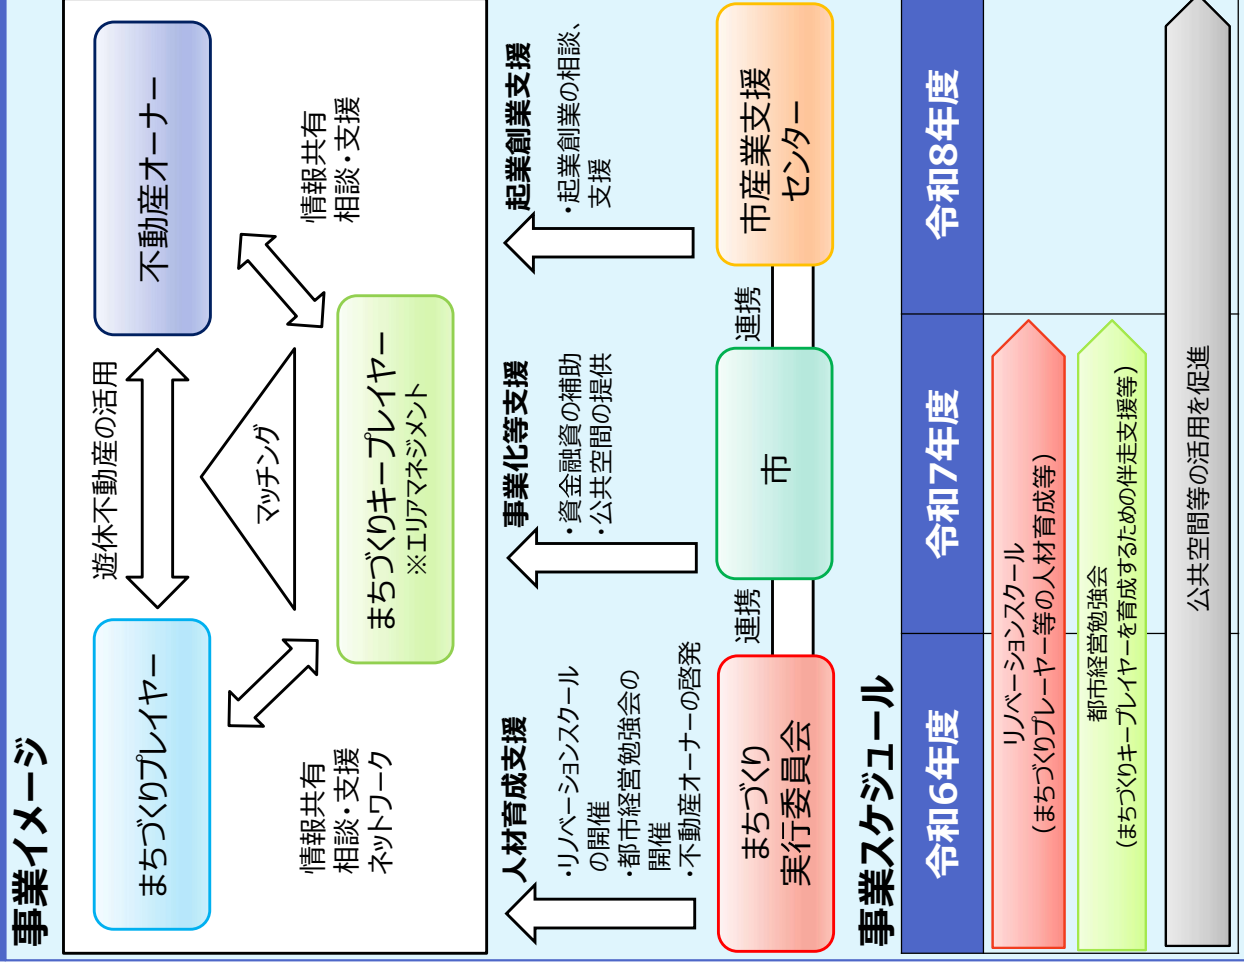 事業イメージ
まちづくりプレイヤー
遊休不動産の活用
不動産オーナー
マッチング
情報共有
相談・支援
ネットワーク
まちづくりキープレイヤー
※エリアマネジメント
情報共有
相談・支援
人材育成支援
・リノベーションスクール
の開催
・都市経営勉強会の
開催
・不動産オーナーの啓発
事業化等支援
・資金融資の補助
・公共空間の提供
起業創業支援
・起業創業の相談、
支援
まちづくり
実行委員会
連携
市
連携
市産業支援
センター
事業スケジュール
令和6年度
令和7年度
令和8年度
リノベーションスクール
(まちづくりプレーヤー等の人材育成等)
都市経営勉強会
(まちづくりキープレイヤーを育成するための伴走支援等)
公共空間等の活用を促進